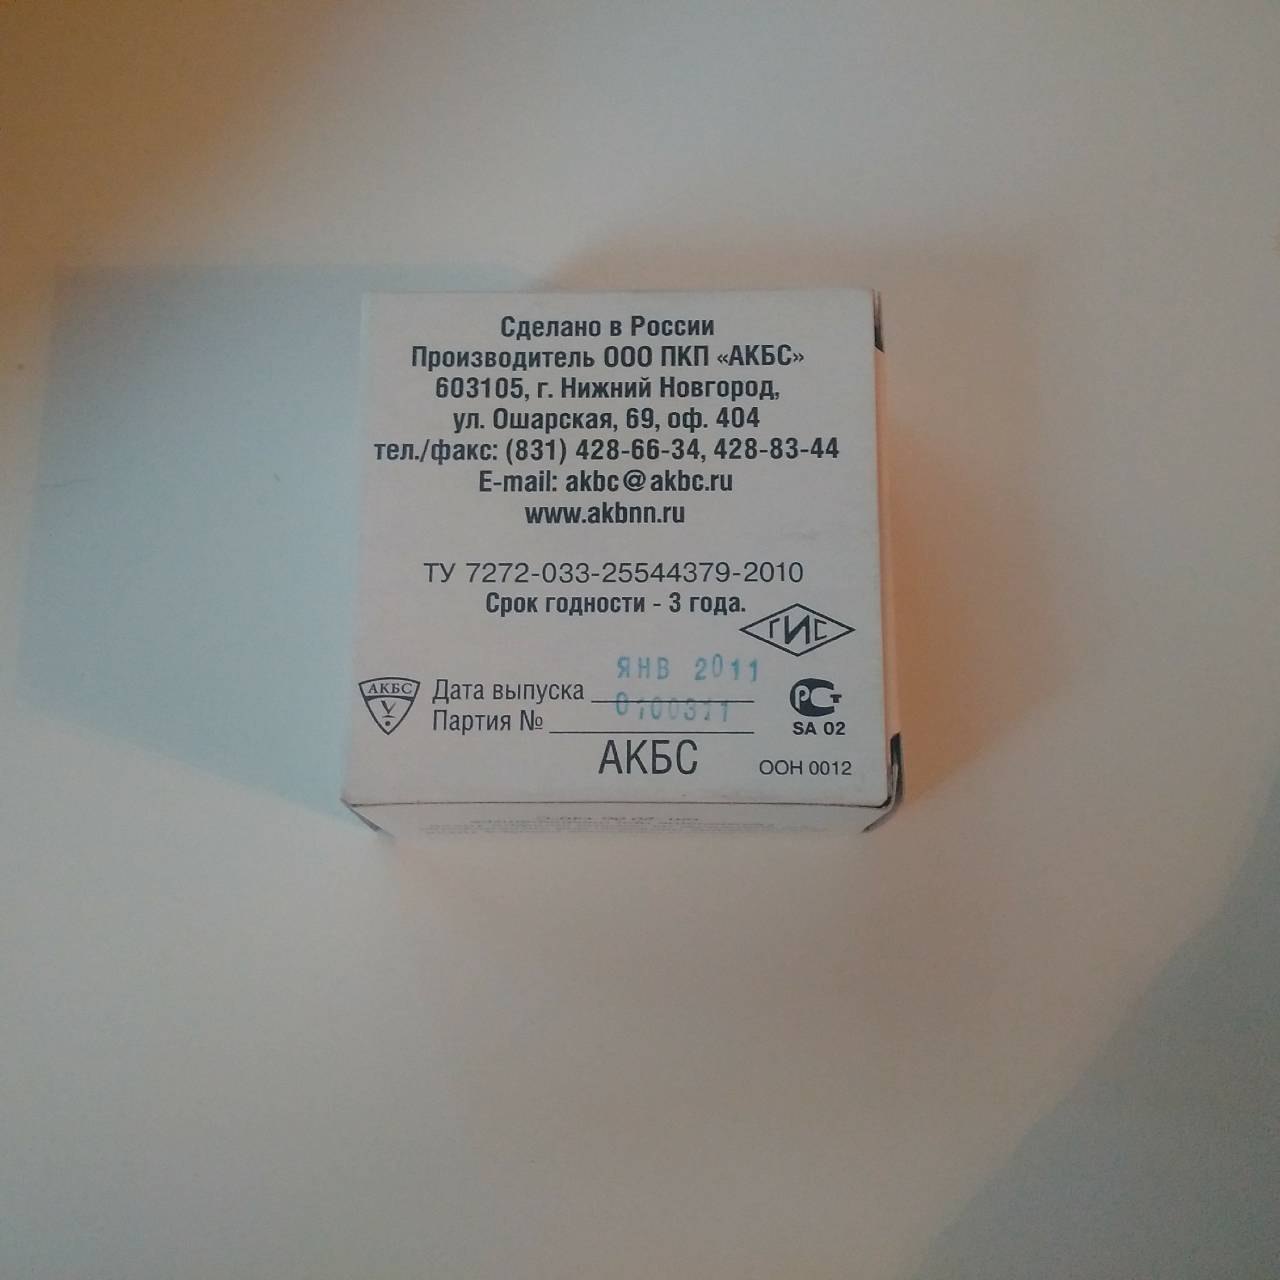 Сделано в России
Производитель ООО ПКП «АКБС»
603105, г. Нижний Новгород,
ул. Ошарская, 69, оф. 404
тел./факс: (831) 428-66-34, 428-83-44
E-mail: akbc@akbc.ru
www.akbnn.ru
ТУ 7272-033-25544379-2010
Срок годности - 3 года.
ГИС
ЯНВ 2011
АКБС Дата выпуска
Партия № 0100311
РСТ
SA 02
АКБС
ООН 0012